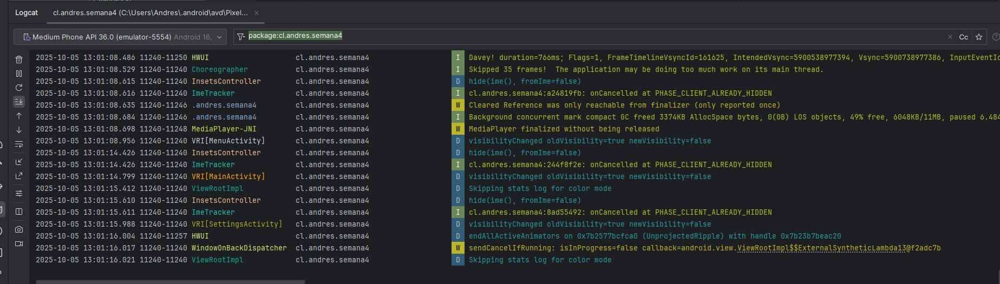 Logcat cl.andres.semana4 (C:\Users\Andres\.android\avd\Pixel... ×
Medium Phone API 36.0 (emulator-5554) Android 16, package:cl.andres.semana4 × Cc
2025-10-05 13:01:08.486 11240-11250 HWUI cl.andres.semana4 I Davey! duration=766ms; Flags=1, FrameTimelineVsyncId=161625, IntendedVsync=5900538977394, Vsync=5900738977386, InputEventId
2025-10-05 13:01:08.529 11240-11240 Choreographer cl.andres.semana4 I Skipped 35 frames! The application may be doing too much work on its main thread.
2025-10-05 13:01:08.615 11240-11240 InsetsController cl.andres.semana4 D hide(ime(), fromIme=false)
2025-10-05 13:01:08.616 11240-11240 ImeTracker cl.andres.semana4 I cl.andres.semana4:a24819fb: onCancelled at PHASE_CLIENT_ALREADY_HIDDEN
2025-10-05 13:01:08.635 11240-11246 .andres.semana4 cl.andres.semana4 W Cleared Reference was only reachable from finalizer (only reported once)
2025-10-05 13:01:08.684 11240-11246 .andres.semana4 cl.andres.semana4 I Background concurrent mark compact GC freed 3374KB AllocSpace bytes, 0(0B) LOS objects, 49% free, 6048KB/11MB, paused 6.484
2025-10-05 13:01:08.698 11240-11248 MediaPlayer-JNI cl.andres.semana4 W MediaPlayer finalized without being released
2025-10-05 13:01:08.956 11240-11240 VRI[MenuActivity] cl.andres.semana4 D visibilityChanged oldVisibility=true newVisibility=false
2025-10-05 13:01:14.426 11240-11240 InsetsController cl.andres.semana4 D hide(ime(), fromIme=false)
2025-10-05 13:01:14.426 11240-11240 ImeTracker cl.andres.semana4 I cl.andres.semana4:244f8f2e: onCancelled at PHASE_CLIENT_ALREADY_HIDDEN
2025-10-05 13:01:14.799 11240-11240 VRI[MainActivity] cl.andres.semana4 D visibilityChanged oldVisibility=true newVisibility=false
2025-10-05 13:01:15.412 11240-11240 ViewRootImpl cl.andres.semana4 D Skipping stats log for color mode
2025-10-05 13:01:15.610 11240-11240 InsetsController cl.andres.semana4 D hide(ime(), fromIme=false)
2025-10-05 13:01:15.611 11240-11240 ImeTracker cl.andres.semana4 I cl.andres.semana4:8ad55492: onCancelled at PHASE_CLIENT_ALREADY_HIDDEN
2025-10-05 13:01:15.988 11240-11240 VRI[SettingsActivity] cl.andres.semana4 D visibilityChanged oldVisibility=true newVisibility=false
2025-10-05 13:01:16.004 11240-11257 HWUI cl.andres.semana4 D endAllActiveAnimators on 0x7b2577bcfca0 (UnprojectedRipple) with handle 0x7b23b7beac20
2025-10-05 13:01:16.017 11240-11240 WindowOnBackDispatcher cl.andres.semana4 W sendCancelIfRunning: isInProgress=false callback=android.view.ViewRootImpl$$ExternalSyntheticLambda13@f2adc7b
2025-10-05 13:01:16.021 11240-11240 ViewRootImpl cl.andres.semana4 D Skipping stats log for color mode